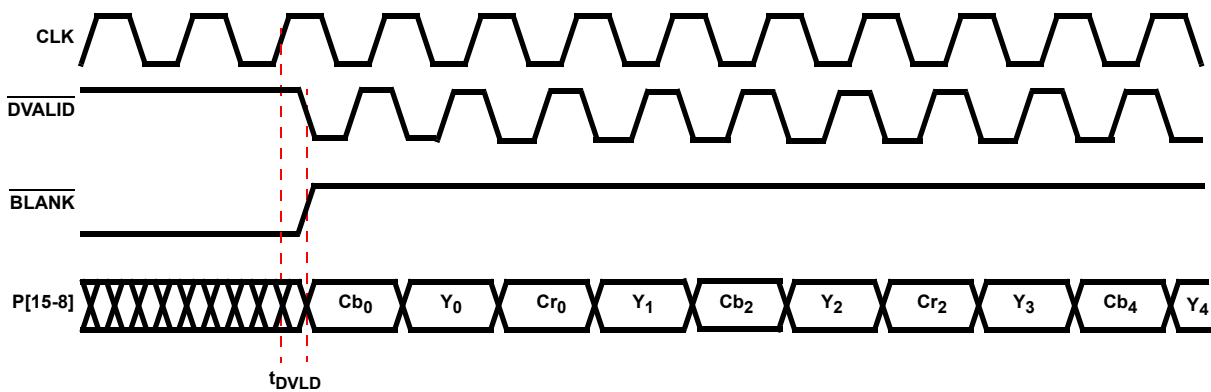 CLK
DVALID
BLANK
P[15-8] Cb0 Y0 Cr0 Y1 Cb2 Y2 Cr2 Y3 Cb4 Y4
tDVLD